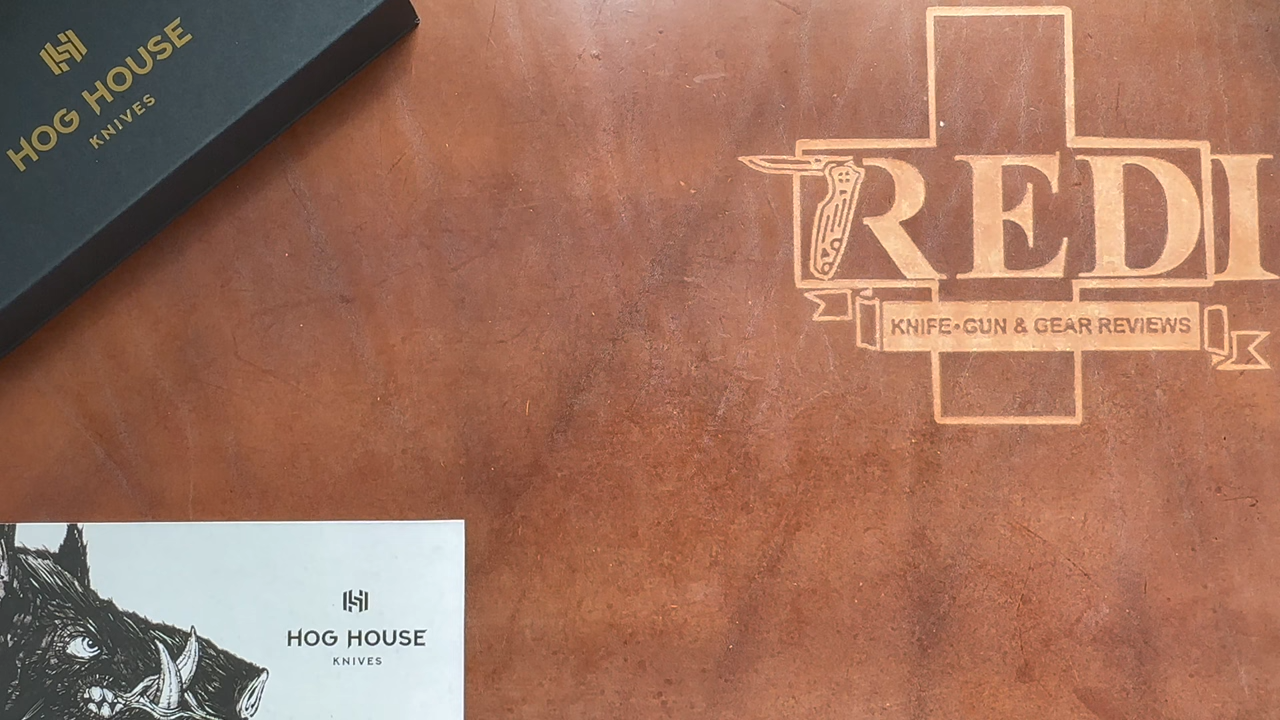 HOG HOUSE
KNIVES
REDI
KNIFE•GUN & GEAR REVIEWS
HOG HOUSE
KNIVES